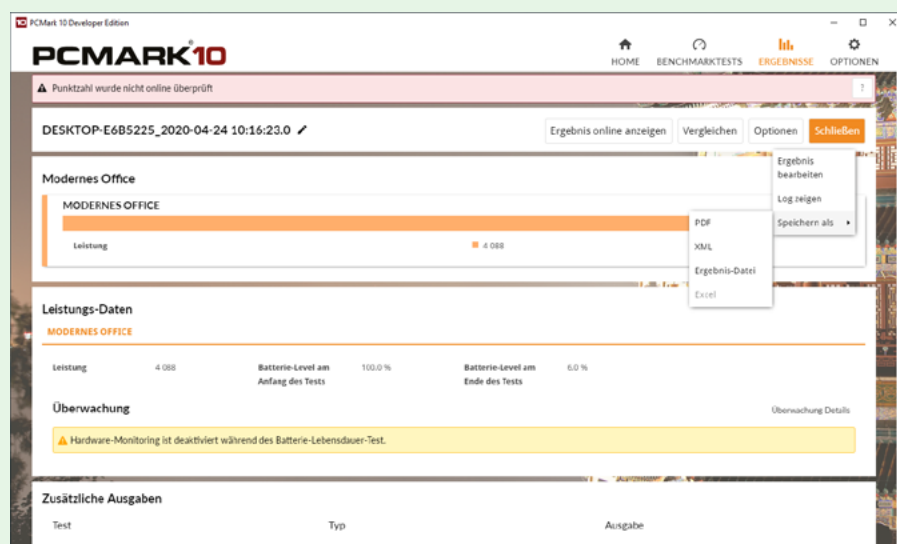 10 PCMark 10 Developer Edition
PCMARK 10
HOME
BENCHMARKTESTS
ERGEBNISSE
OPTIONEN
Punktzahl wurde nicht online überprüft
?
DESKTOP-E6B5225_2020-04-24 10:16:23.0
Ergebnis online anzeigen
Vergleichen
Optionen
Schließen
Ergebnis
bearbeiten
Log zeigen
Speichern als
PDF
XML
Ergebnis-Datei
Excel
Modernes Office
MODERNES OFFICE
Leistung
4 088
Leistungs-Daten
MODERNES OFFICE
Leistung
4 088
Batterie-Level am
Anfang des Tests
100.0 %
Batterie-Level am
Ende des Tests
6.0 %
Überwachung
Überwachung Details
Hardware-Monitoring ist deaktiviert während des Batterie-Lebensdauer-Test.
Zusätzliche Ausgaben
Test
Typ
Ausgabe